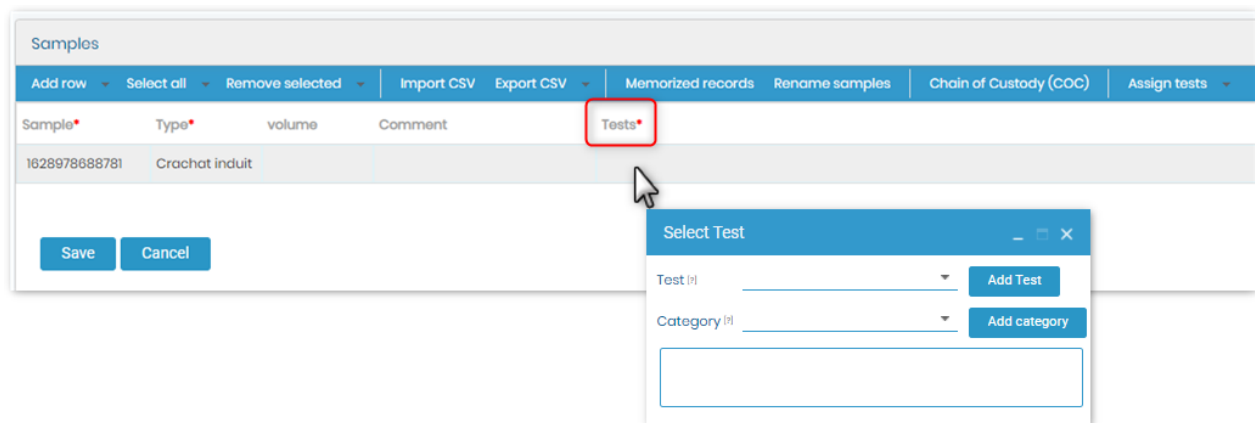 Samples
Add row Select all Remove selected Import CSV Export CSV Memorized records Rename samples Chain of Custody (COC) Assign tests
Sample* Type* volume Comment Tests*
1628978688781 Crachat induit
Save Cancel
Select Test
Test [?] Add Test
Category [?] Add category